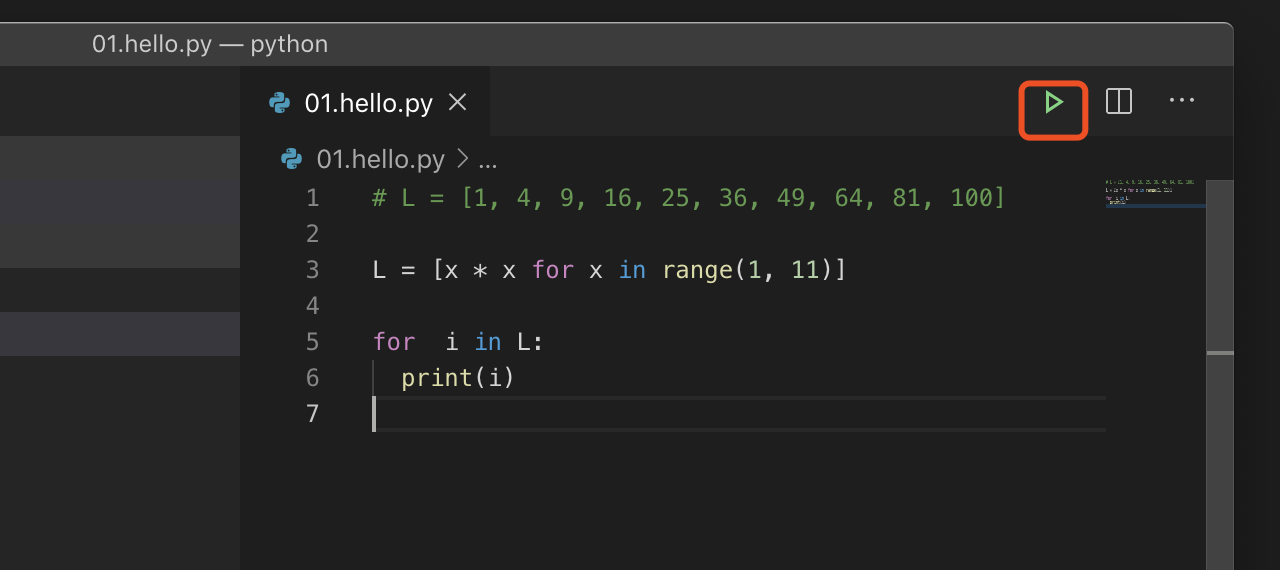 01.hello.py — python
01.hello.py
01.hello.py > ...
1 # L = [1, 4, 9, 16, 25, 36, 49, 64, 81, 100]
2
3 L = [x * x for x in range(1, 11)]
4
5 for  i in L:
6   print(i)
7